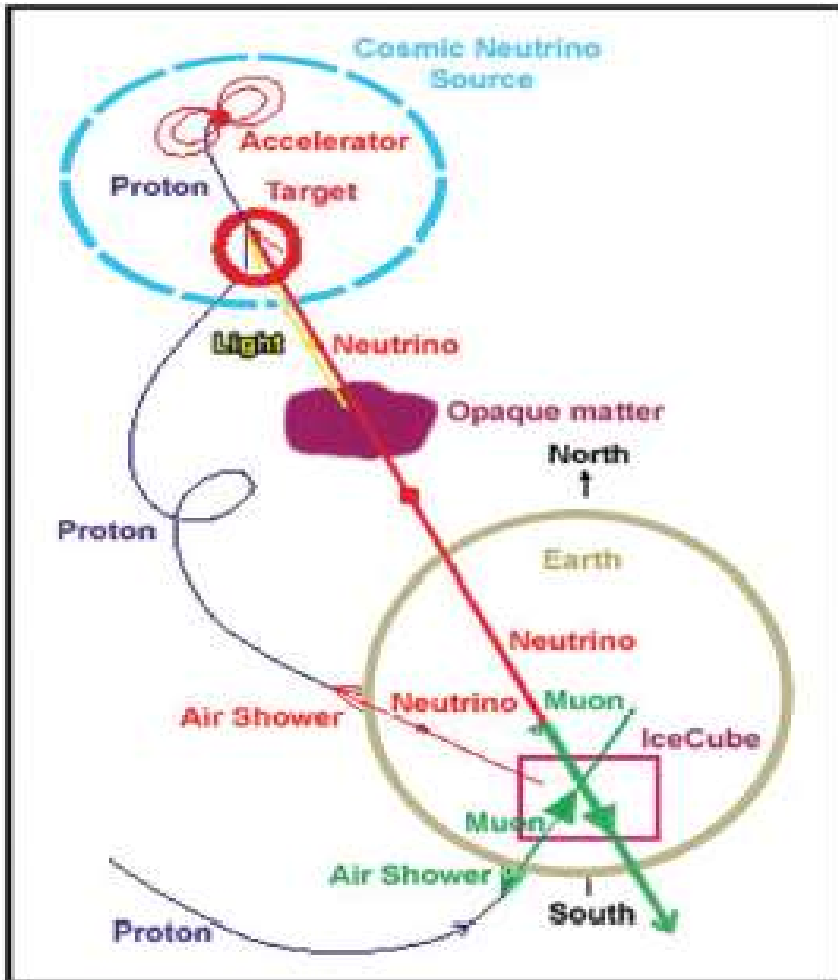 Cosmic Neutrino
Source
Accelerator
Proton
Target
Light
Neutrino
Opaque matter
North
Proton
Earth
Neutrino
Neutrino
Muon
Air Shower
IceCube
Muon
Air Shower
South
Proton